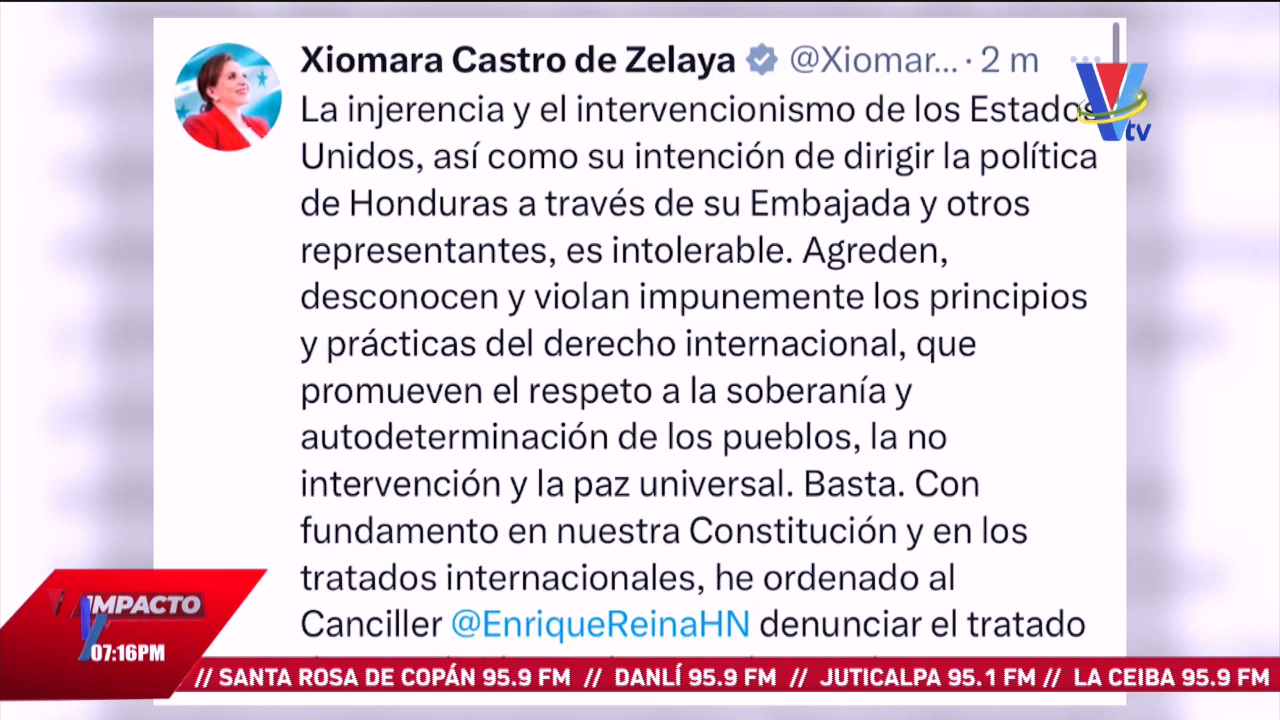 Xiomara Castro de Zelaya @Xiomar... · 2 m
La injerencia y el intervencionismo de los Estados
Unidos, así como su intención de dirigir la política
de Honduras a través de su Embajada y otros
representantes, es intolerable. Agreden,
desconocen y violan impunemente los principios
y prácticas del derecho internacional, que
promueven el respeto a la soberanía y
autodeterminación de los pueblos, la no
intervención y la paz universal. Basta. Con
fundamento en nuestra Constitución y en los
tratados internacionales, he ordenado al
Canciller @EnriqueReinaHN denunciar el tratado
Vtv
IMPACTO
07:16PM
// SANTA ROSA DE COPÁN 95.9 FM // DANLÍ 95.9 FM // JUTICALPA 95.1 FM // LA CEIBA 95.9 FM